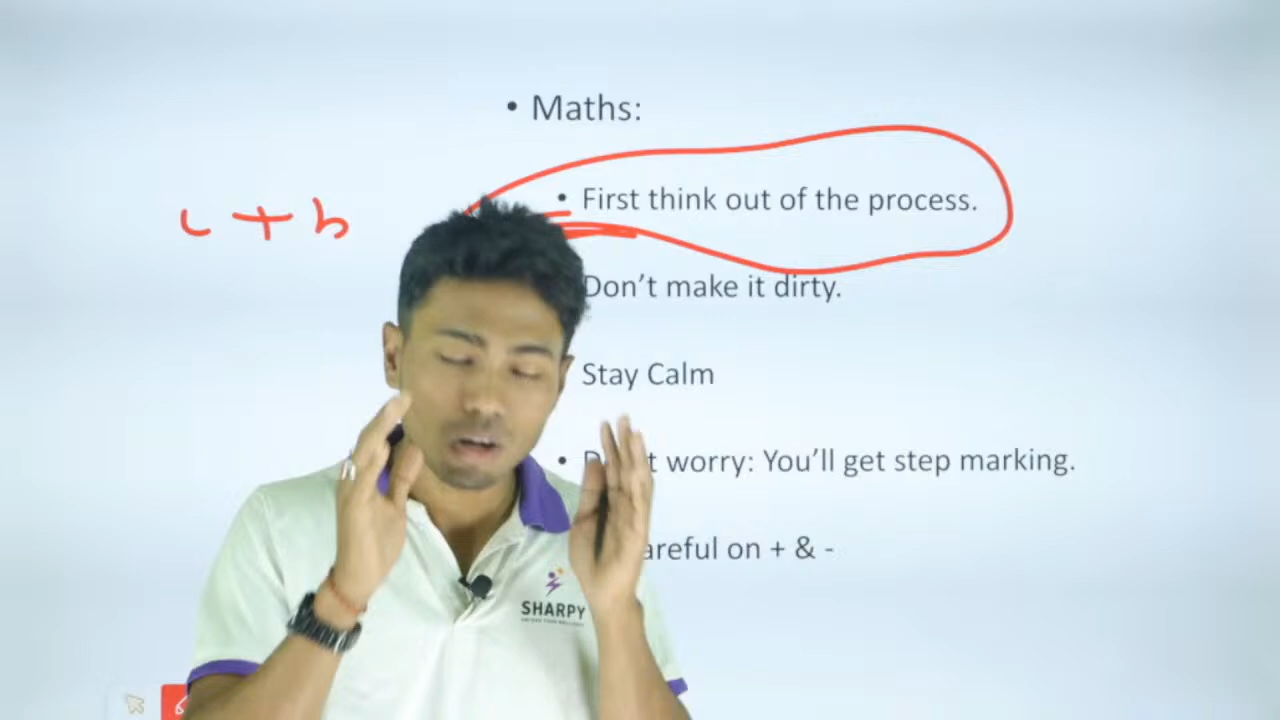 • Maths:
• First think out of the process.
+ b
Don’t make it dirty.
Stay Calm
• worry: You’ll get step marking.
on + & -
SHARPY